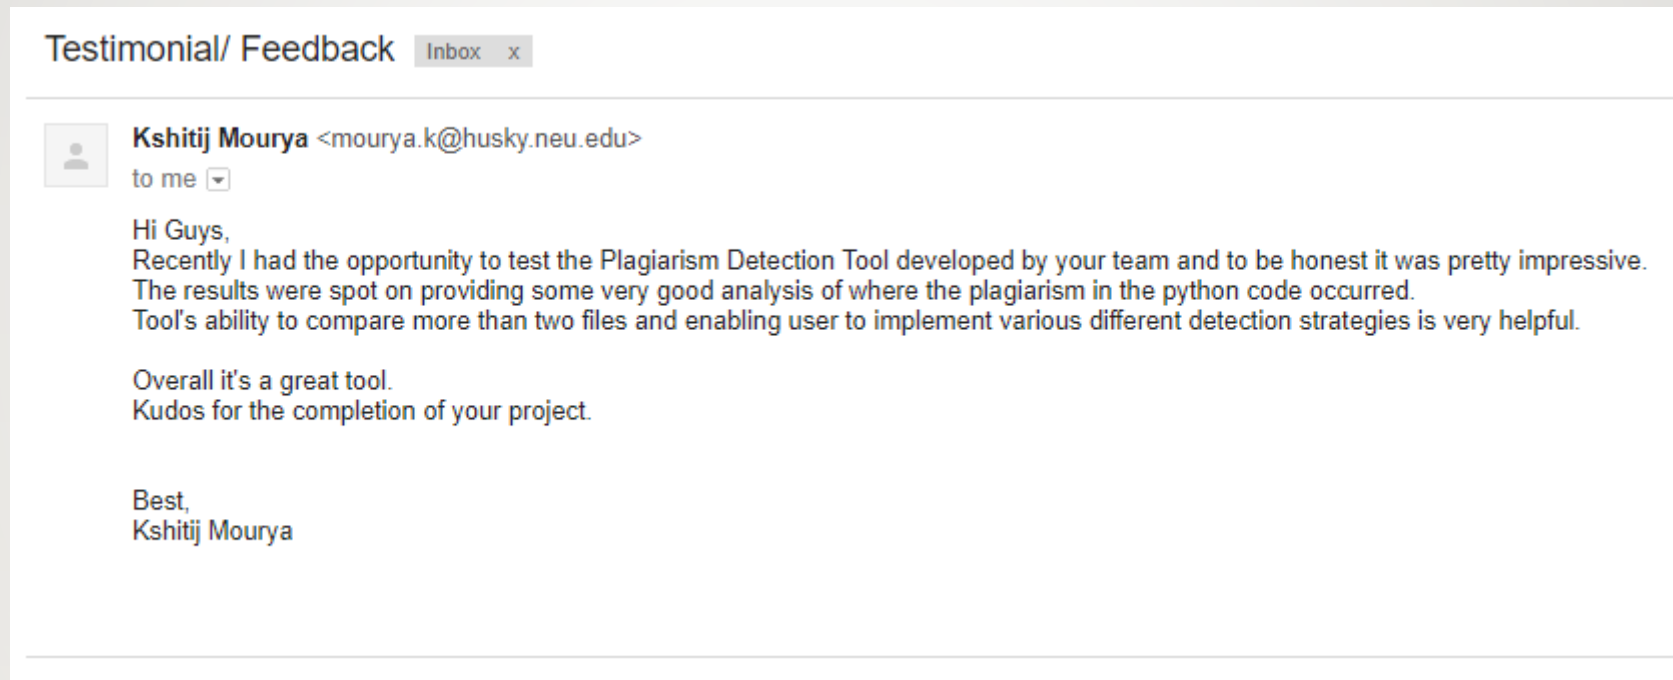 Testimonial/ Feedback Inbox x
Kshitij Mourya <mourya.k@husky.neu.edu>
to me
Hi Guys,
Recently I had the opportunity to test the Plagiarism Detection Tool developed by your team and to be honest it was pretty impressive.
The results were spot on providing some very good analysis of where the plagiarism in the python code occurred.
Tool's ability to compare more than two files and enabling user to implement various different detection strategies is very helpful.
Overall it's a great tool.
Kudos for the completion of your project.
Best,
Kshitij Mourya